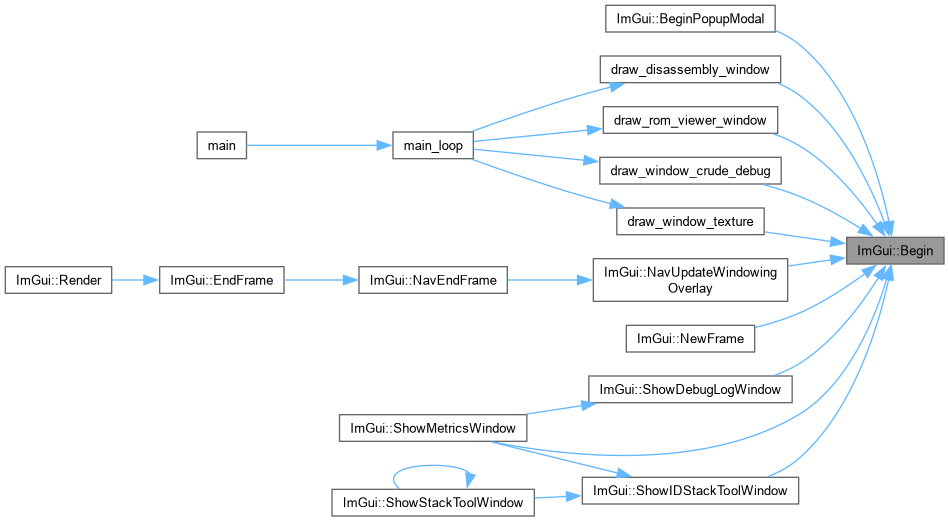 ImGui::BeginPopupModal
draw_disassembly_window
draw_rom_viewer_window
main
main_loop
draw_window_crude_debug
draw_window_texture
ImGui::Begin
ImGui::Render
ImGui::EndFrame
ImGui::NavEndFrame
ImGui::NavUpdateWindowing
Overlay
ImGui::NewFrame
ImGui::ShowDebugLogWindow
ImGui::ShowMetricsWindow
ImGui::ShowIDStackToolWindow
ImGui::ShowStackToolWindow